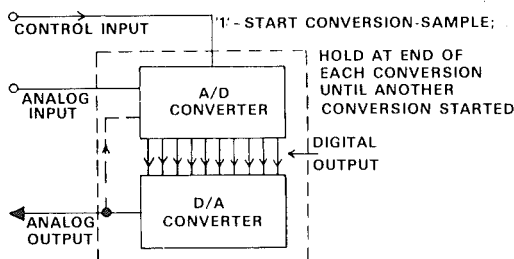 CONTROL INPUT
'1'-START CONVERSION-SAMPLE;
HOLD AT END OF
EACH CONVERSION
UNTIL ANOTHER
CONVERSION STARTED
ANALOG
INPUT
A/D
CONVERTER
DIGITAL
OUTPUT
D/A
CONVERTER
ANALOG
OUTPUT